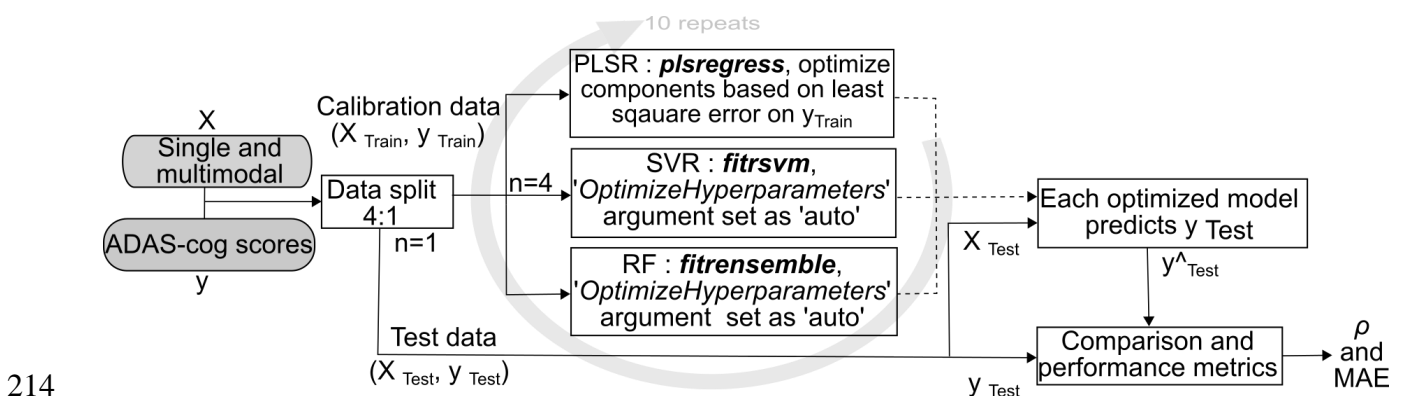 10 repeats
X
Single and
multimodal
ADAS-cog scores
y
Data split
4:1
n=1
n=4
Calibration data
(X Train, y Train)
PLSR : plsregress, optimize
components based on least
sqauare error on yTrain
SVR : fitrsvm,
'OptimizeHyperparameters'
argument set as 'auto'
RF : fitrensemble,
'OptimizeHyperparameters'
argument set as 'auto'
Test data
(X Test, y Test)
X Test
Each optimized model
predicts y Test
y^Test
y Test
Comparison and
performance metrics
ρ
and
MAE
214